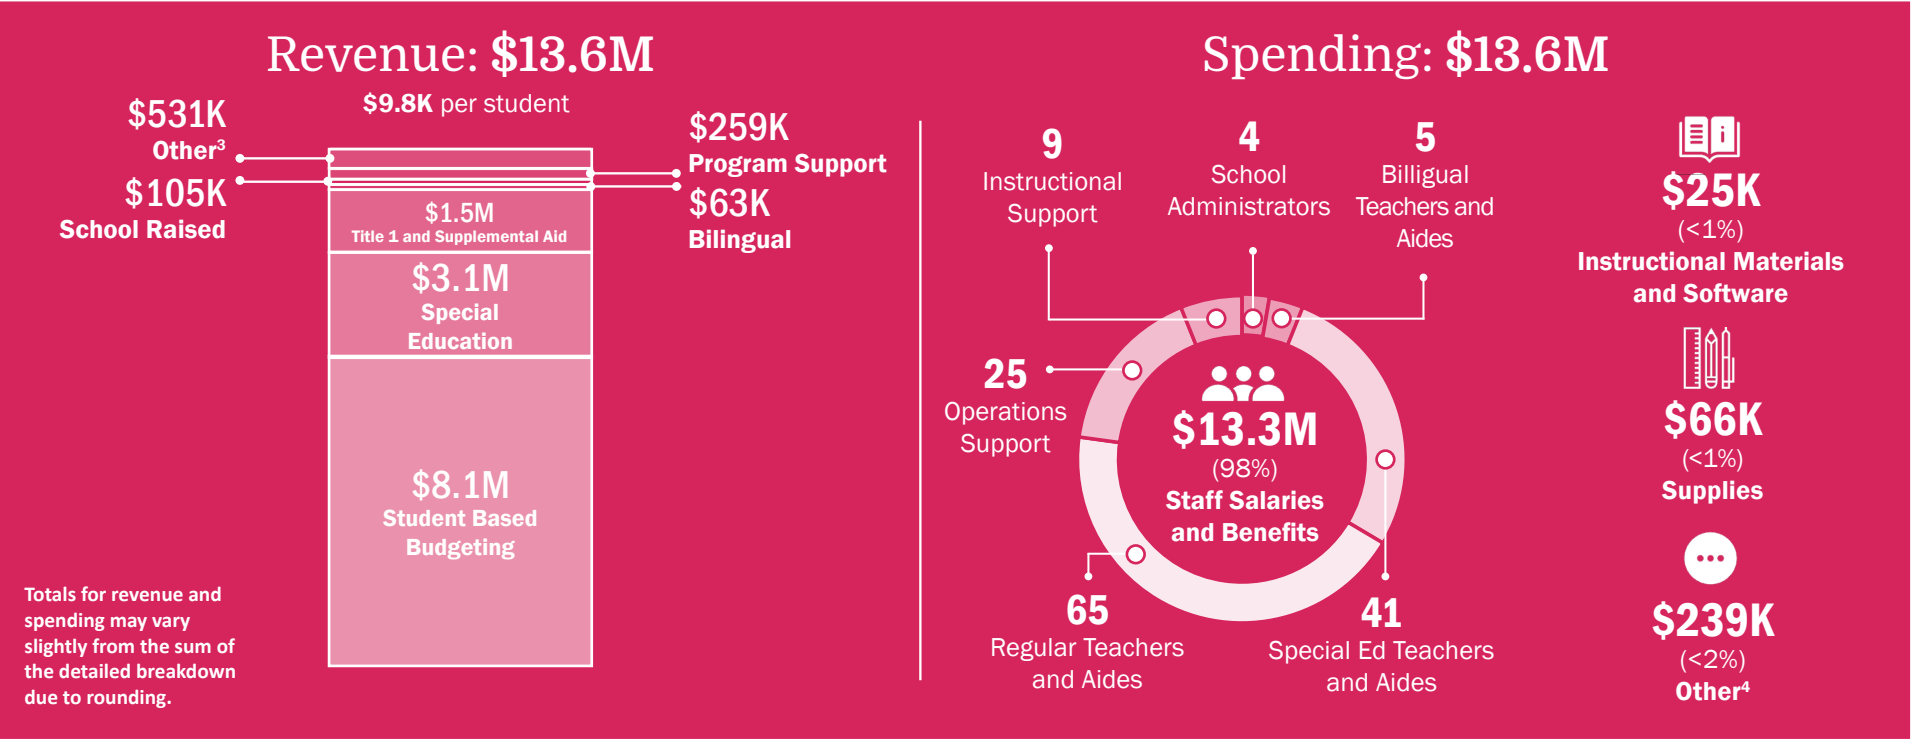 Revenue: $13.6M
$9.8K per student
$531K
Other³
$105K
School Raised
$259K
Program Support
$63K
Bilingual
$1.5M
Title 1 and Supplemental Aid
$3.1M
Special
Education
$8.1M
Student Based
Budgeting
Totals for revenue and
spending may vary
slightly from the sum of
the detailed breakdown
due to rounding.
Spending: $13.6M
9
Instructional
Support
4
School
Administrators
5
Billigual
Teachers and
Aides
25
Operations
Support
$13.3M
(98%)
Staff Salaries
and Benefits
65
Regular Teachers
and Aides
41
Special Ed Teachers
and Aides
$25K
(<1%)
Instructional Materials
and Software
$66K
(<1%)
Supplies
$239K
(<2%)
Other⁴